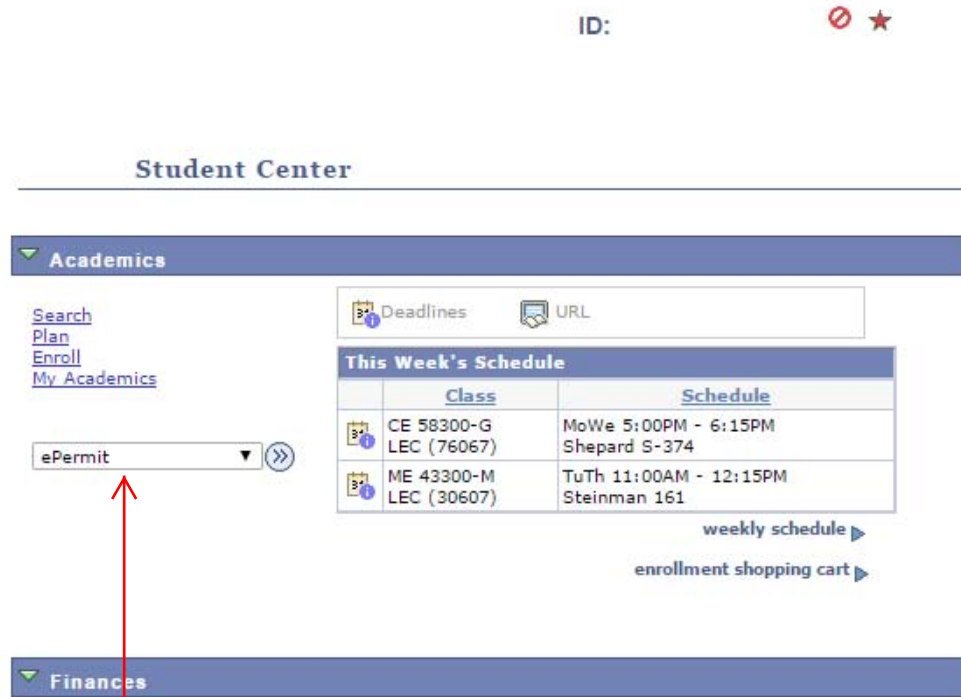 ID:
Student Center
Academics
Search
Plan
Enroll
My Academics
ePermit
Deadlines URL
This Week's Schedule
Class Schedule
CE 58300-G MoWe 5:00PM - 6:15PM
LEC (76067) Shepard S-374
ME 43300-M TuTh 11:00AM - 12:15PM
LEC (30607) Steinman 161
weekly schedule
enrollment shopping cart
Finances